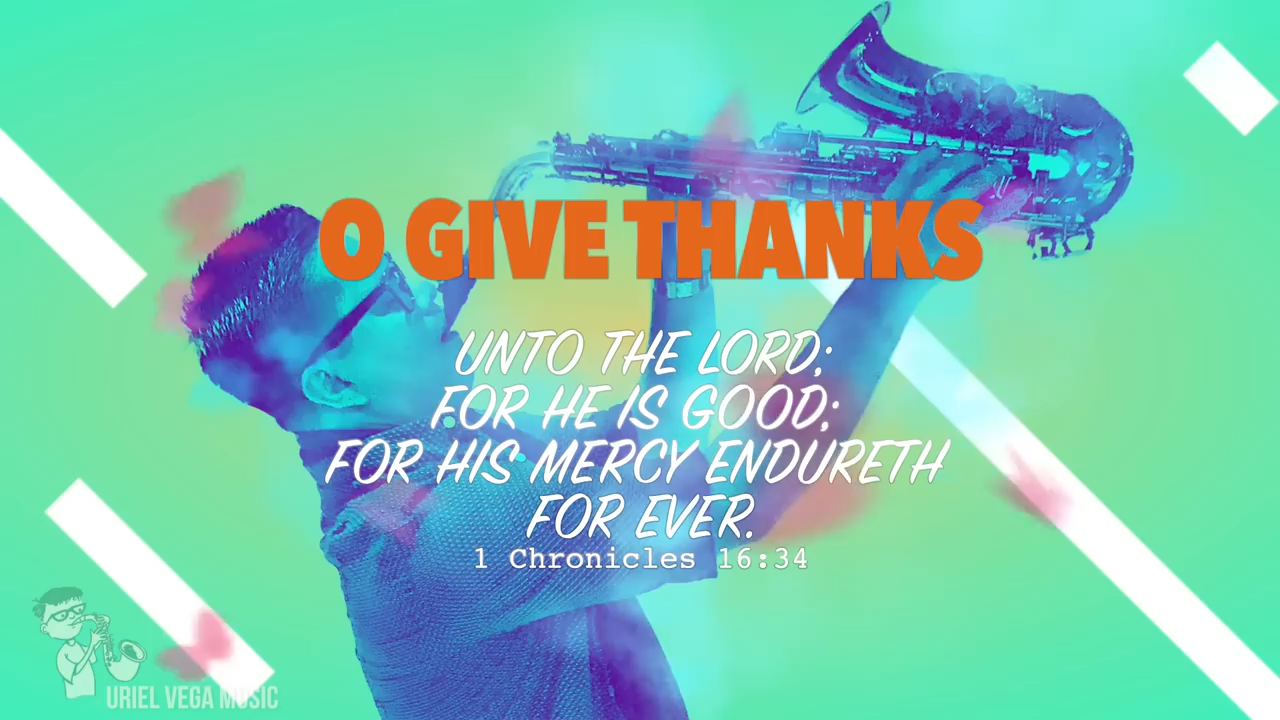 O GIVE THANKS
UNTO THE LORD;
FOR HE IS GOOD;
FOR HIS MERCY ENDURETH
FOR EVER.
1 Chronicles 16:34
URIEL VEGA MUSIC